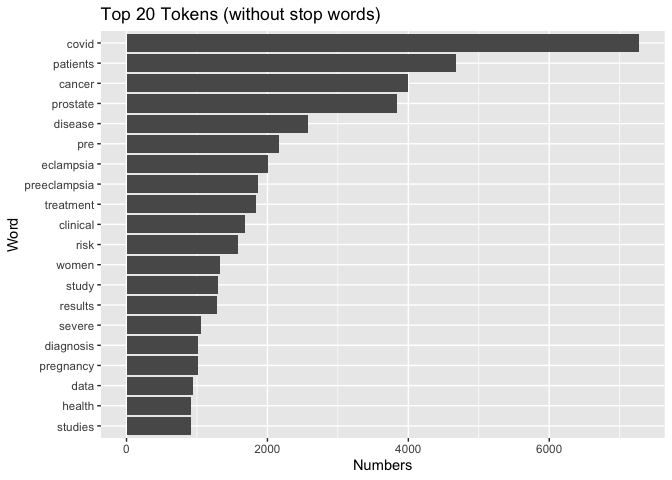 Top 20 Tokens (without stop words)
covid
patients
cancer
prostate
disease
pre
eclampsia
preeclampsia
treatment
clinical
risk
women
study
results
severe
diagnosis
pregnancy
data
health
studies
Word
0 2000 4000 6000
Numbers